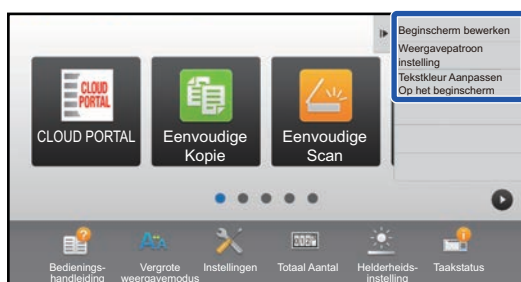 Beginscherm bewerken
Weergavepatroon
instelling
Tekstkleur Aanpassen
Op het beginscherm
CLOUD
PORTAL
CLOUD PORTAL
Eenvoudige
Kopie
Eenvoudige
Scan
Bedienings-
handleiding
Vergrote
weergavemodus
Instellingen
Totaal Aantal
Helderheids-
instelling
Taakstatus